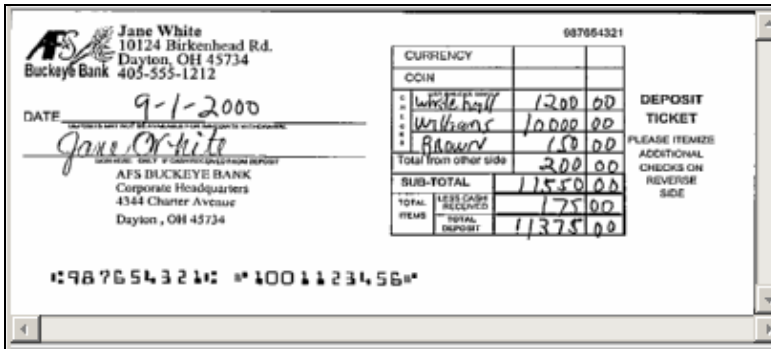 AFS
Buckeye Bank
Jane White
10124 Birkenhead Rd.
Dayton, OH 45734
405-555-1212
DATE 9-1-2000
Jane White
AFS BUCKEYE BANK
Corporate Headquarters
4344 Charter Avenue
Dayton , OH 45734
987654321
CURRENCY
COIN
1200 00
Williams 10000 00
Brown 150 00
Total from other side 200 00
SUB-TOTAL 11550 00
TOTAL ITEMS
LESS CASH RECEIVED 175 00
TOTAL DEPOSIT 11375 00
DEPOSIT
TICKET
PLEASE ITEMIZE
ADDITIONAL
CHECKS ON
REVERSE
SIDE
⑆987654321⑆ ⑈1001123456⑈